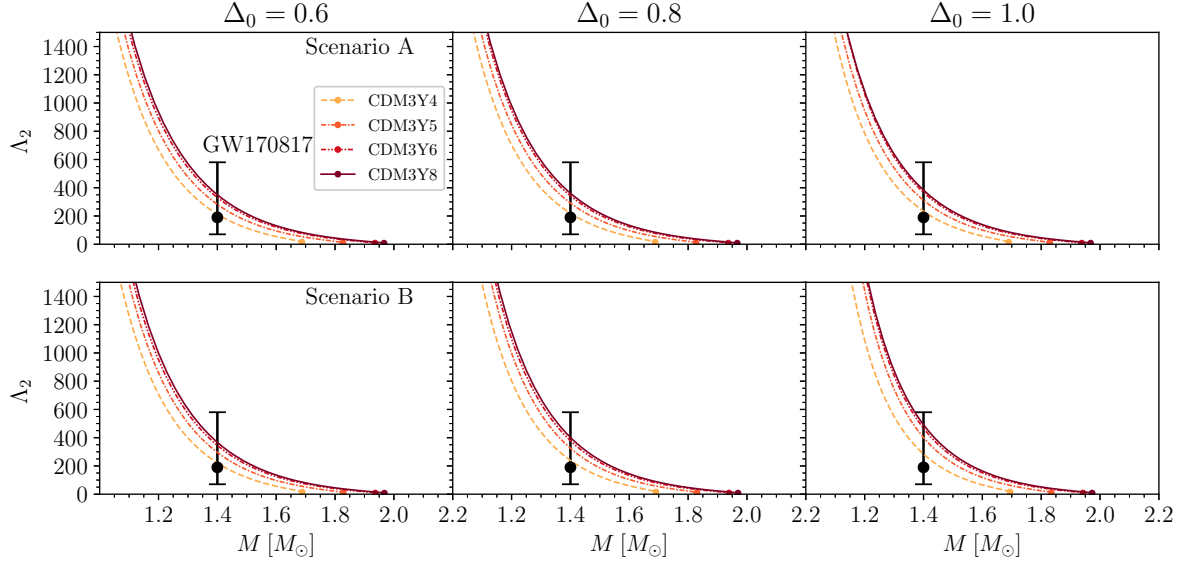 Δ₀ = 0.6 Δ₀ = 0.8 Δ₀ = 1.0
1400
1200
1000
800
600
400
200
0
Λ₂
Scenario A
GW170817
CDM3Y4
CDM3Y5
CDM3Y6
CDM3Y8
1400
1200
1000
800
600
400
200
0
Λ₂
Scenario B
1.2 1.4 1.6 1.8 2.0 2.2 1.2 1.4 1.6 1.8 2.0 2.2 1.2 1.4 1.6 1.8 2.0 2.2
M [M⊙] M [M⊙] M [M⊙]